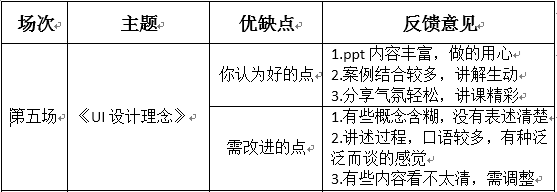 场次 主题 优缺点 反馈意见
第五场 《UI 设计理念》 你认为好的点
1.ppt 内容丰富，做的用心
2.案例结合较多，讲解生动
3.分享气氛轻松，讲课精彩
需改进的点
1.有些概念含糊，没有表述清楚
2.讲述过程，口语较多，有种泛
泛而谈的感觉
3.有些内容看不太清，需调整